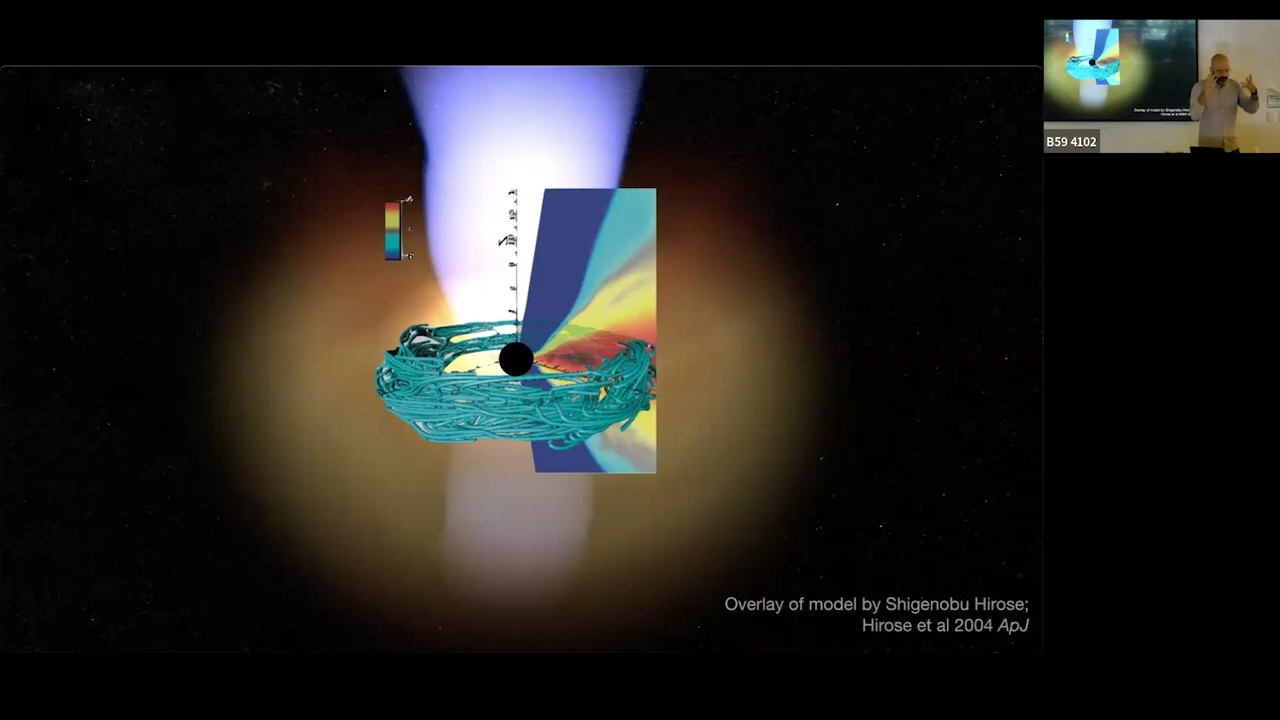 B59 4102
Overlay of model by Shigenobu Hirose;
Hirose et al 2004 ApJ